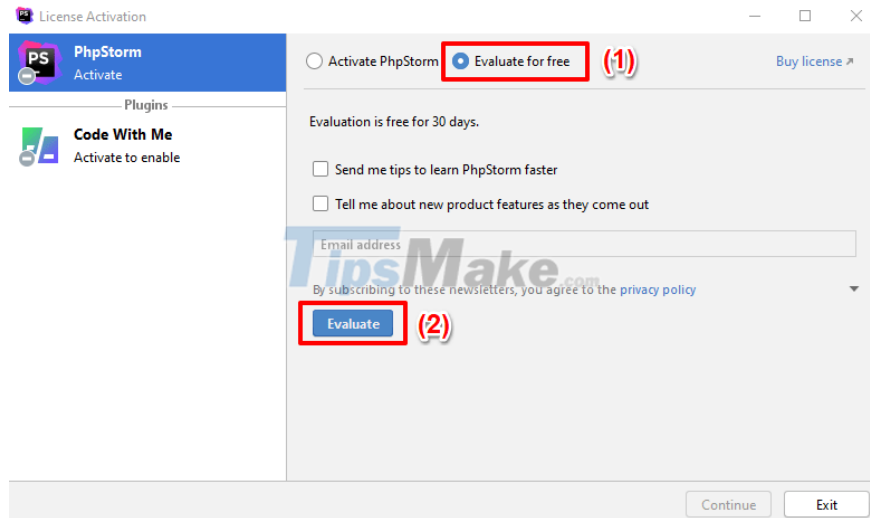 PS License Activation
PS
PhpStorm
Activate
Plugins
Code With Me
Activate to enable
Activate PhpStorm Evaluate for free (1) Buy license ↗
Evaluation is free for 30 days.
Send me tips to learn PhpStorm faster
Tell me about new product features as they come out
Email address
TipsMake.com
By subscribing to these newsletters, you agree to the privacy policy
Evaluate (2)
Continue Exit